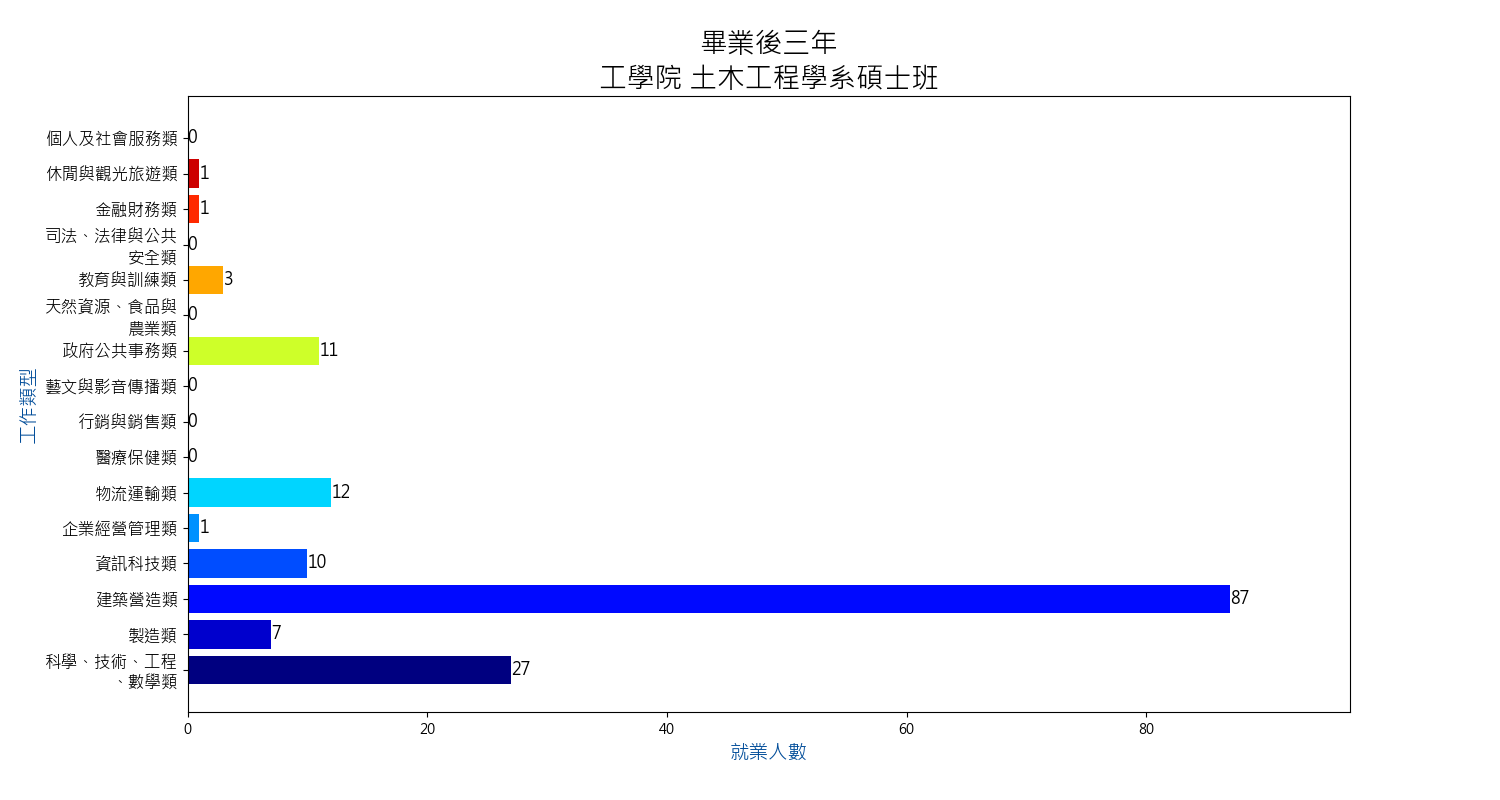 畢業後三年
工學院 土木工程學系碩士班
個人及社會服務類 0
休閒與觀光旅遊類 1
金融財務類 1
司法、法律與公共
安全類 0
教育與訓練類 3
天然資源、食品與
農業類 0
政府公共事務類 11
藝文與影音傳播類 0
行銷與銷售類 0
醫療保健類 0
物流運輸類 12
企業經營管理類 1
資訊科技類 10
建築營造類 87
製造類 7
科學、技術、工程
、數學類 27
工作類型
0 20 40 60 80
就業人數